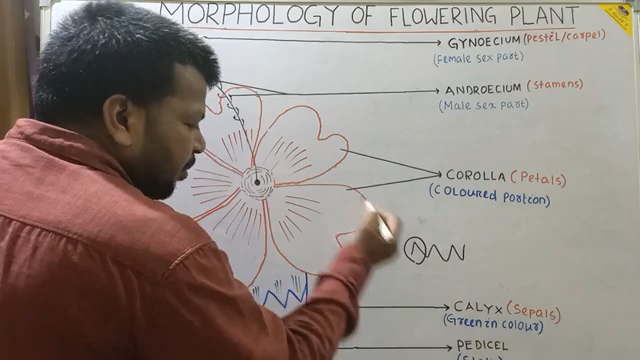 MORPHOLOGY OF FLOWERING PLANT
GYNOECIUM (Pistil/carpel)
(Female sex part)
ANDROECIUM (Stamens)
(Male sex part)
COROLLA (Petals)
(COLOURED PORTION)
CALYX (Sepals)
(Green in colour)
PEDICEL